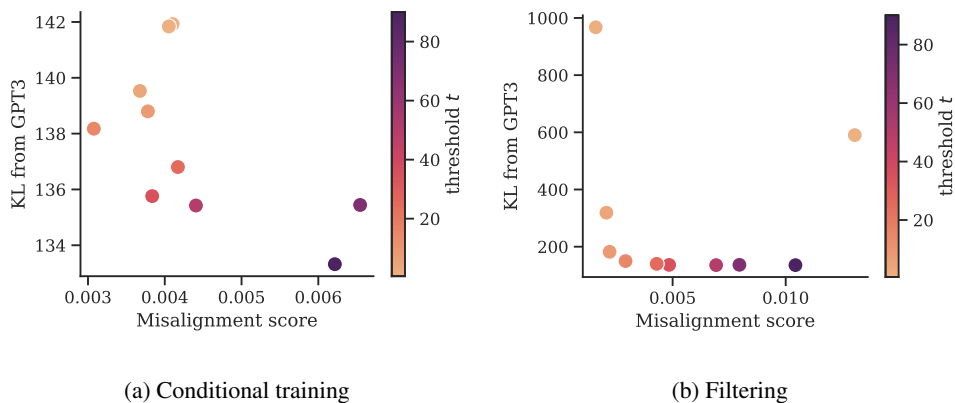 142
140
138
136
134
KL from GPT3
0.003 0.004 0.005 0.006
Misalignment score
80
60
40
20
threshold t
(a) Conditional training
1000
800
600
400
200
KL from GPT3
0.005 0.010
Misalignment score
80
60
40
20
threshold t
(b) Filtering